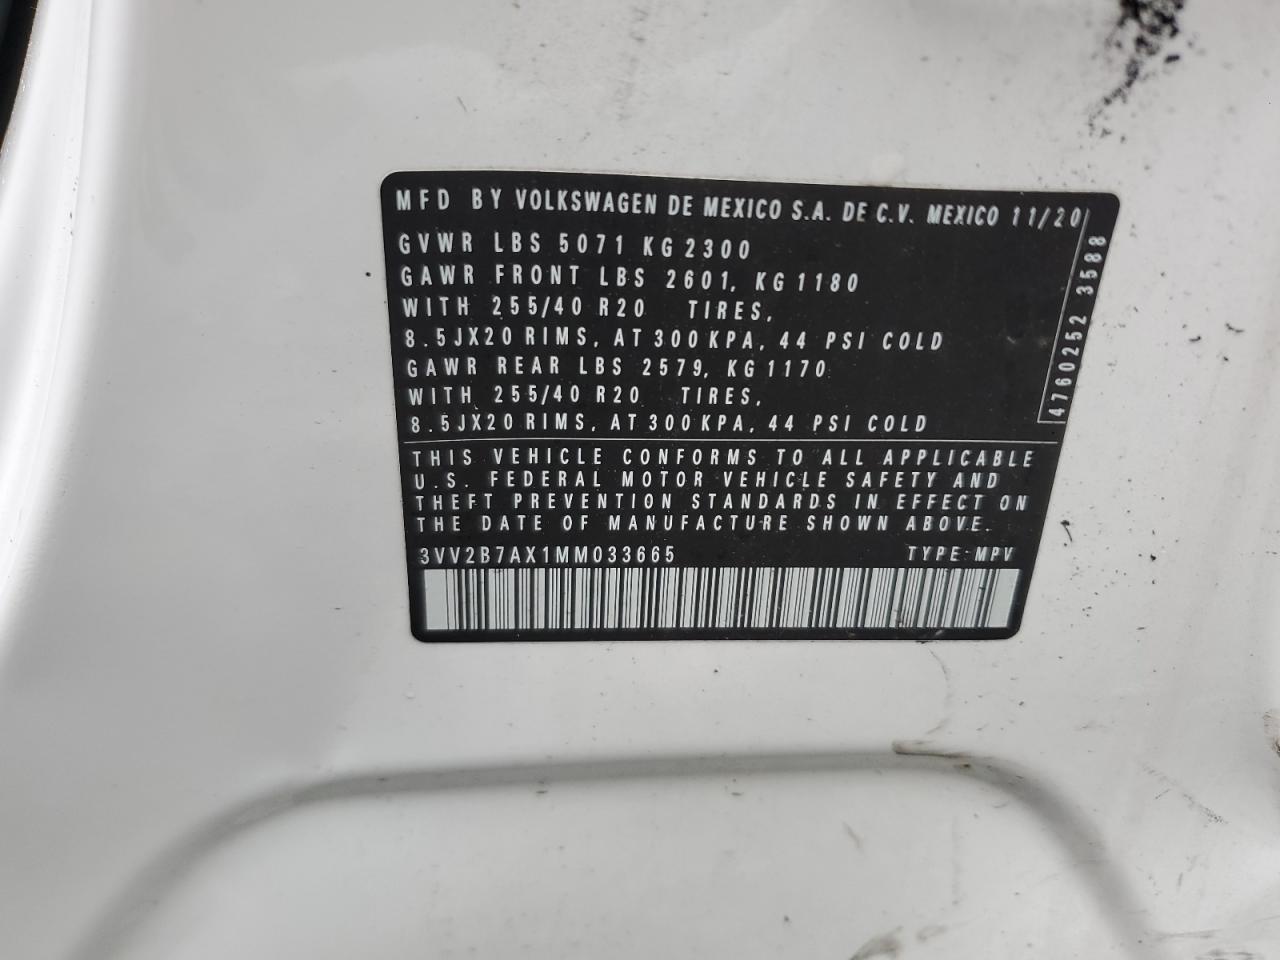 MFD BY VOLKSWAGEN DE MEXICO S.A. DE C.V. MEXICO 11/20
GVWR LBS 5071 KG 2300
GAWR FRONT LBS 2601, KG 1180
WITH 255/40 R20 TIRES,
8.5JX20 RIMS, AT 300 KPA, 44 PSI COLD
GAWR REAR LBS 2579, KG 1170
WITH 255/40 R20 TIRES,
8.5JX20 RIMS, AT 300 KPA, 44 PSI COLD
4760252 3588
THIS VEHICLE CONFORMS TO ALL APPLICABLE
U.S. FEDERAL MOTOR VEHICLE SAFETY AND
THEFT PREVENTION STANDARDS IN EFFECT ON
THE DATE OF MANUFACTURE SHOWN ABOVE.
3VV2B7AX1MM033665 TYPE: MPV